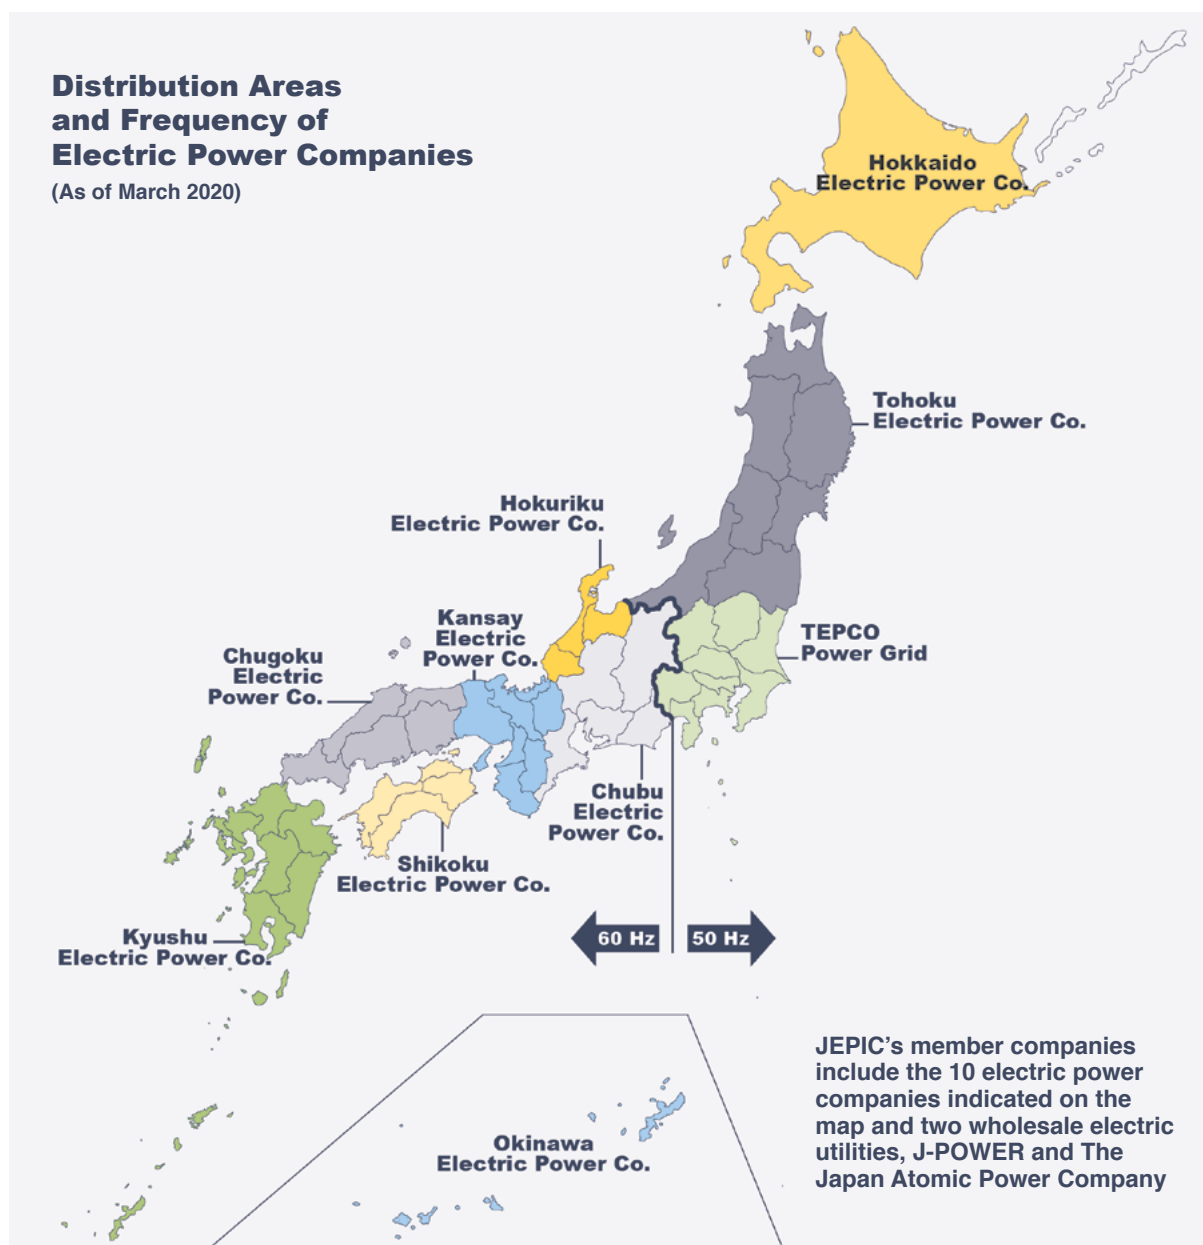 Distribution Areas
and Frequency of
Electric Power Companies
(As of March 2020)
Hokkaido
Electric Power Co.
Tohoku
Electric Power Co.
Hokuriku
Electric Power Co.
Kansay
Electric
Power Co.
TEPCO
Power Grid
Chugoku
Electric
Power Co.
Chubu
Electric
Power Co.
Shikoku
Electric Power Co.
Kyushu
Electric Power Co.
60 Hz
50 Hz
Okinawa
Electric Power Co.
JEPIC’s member companies
include the 10 electric power
companies indicated on the
map and two wholesale electric
utilities, J-POWER and The
Japan Atomic Power Company